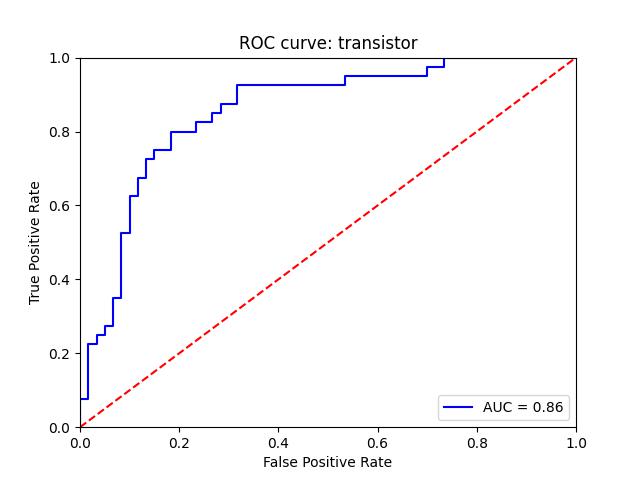 ROC curve: transistor
True Positive Rate
1.0
0.8
0.6
0.4
0.2
0.0
AUC = 0.86
0.0 0.2 0.4 0.6 0.8 1.0
False Positive Rate